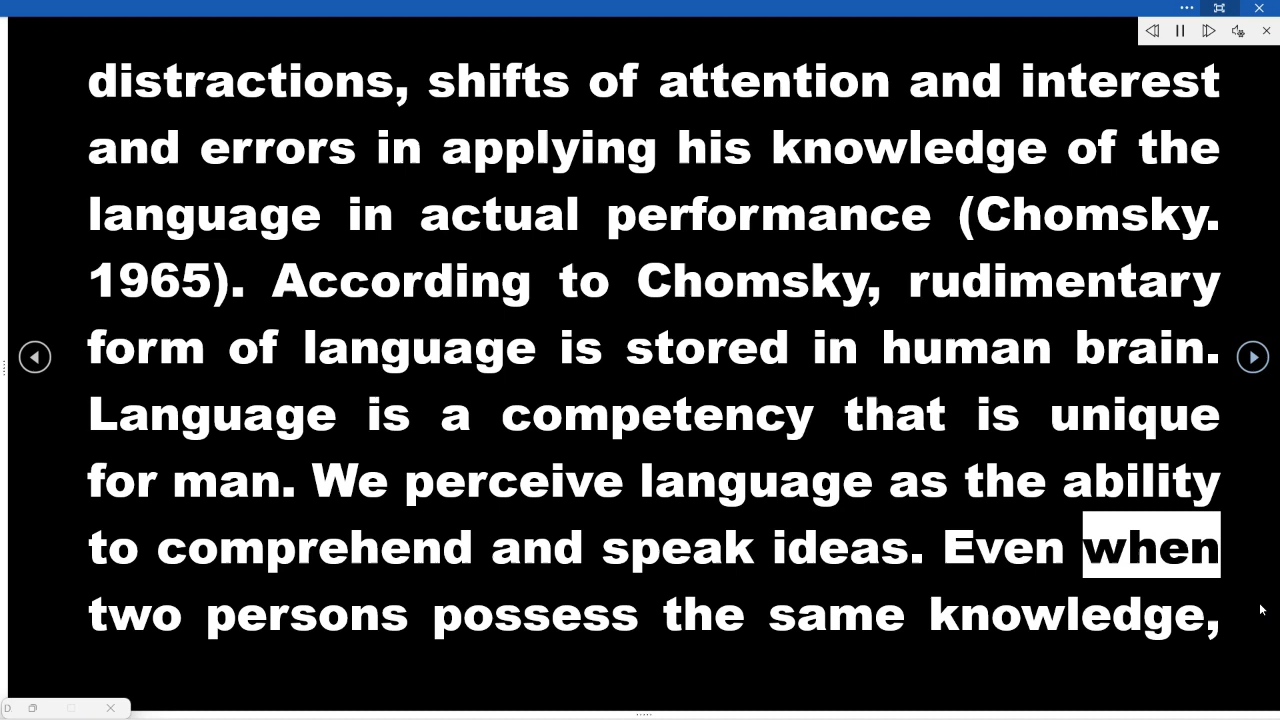 distractions, shifts of attention and interest
and errors in applying his knowledge of the
language in actual performance (Chomsky.
1965). According to Chomsky, rudimentary
form of language is stored in human brain.
Language is a competency that is unique
for man. We perceive language as the ability
to comprehend and speak ideas. Even when
two persons possess the same knowledge,
D